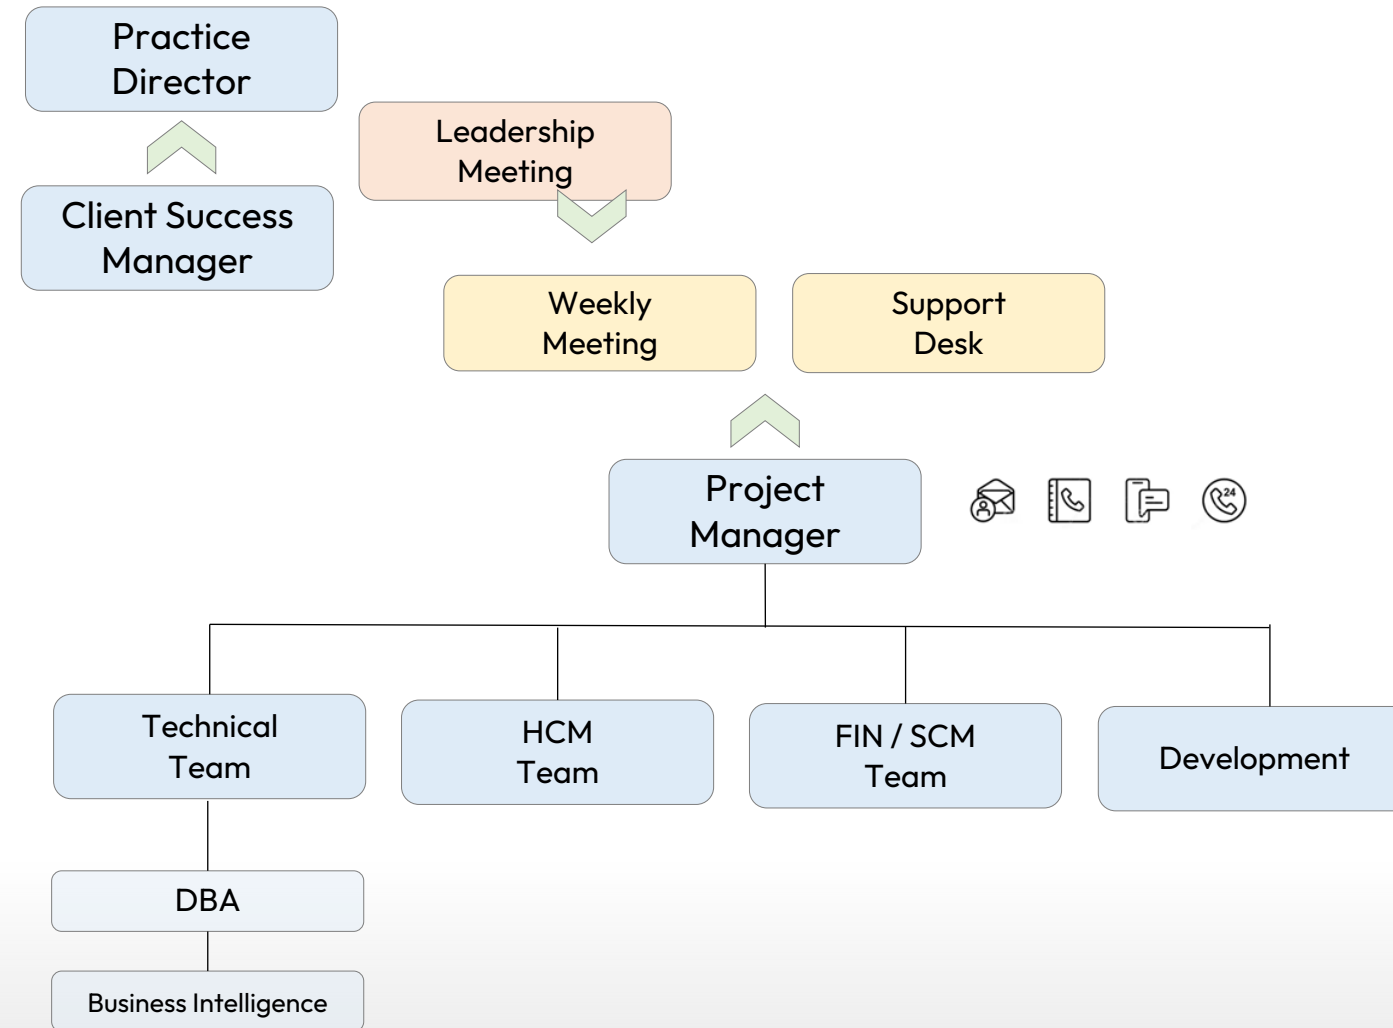 Practice
Director
Leadership
Meeting
Client Success
Manager
Weekly
Meeting
Support
Desk
Project
Manager
24
Technical
Team
HCM
Team
FIN / SCM
Team
Development
DBA
Business Intelligence